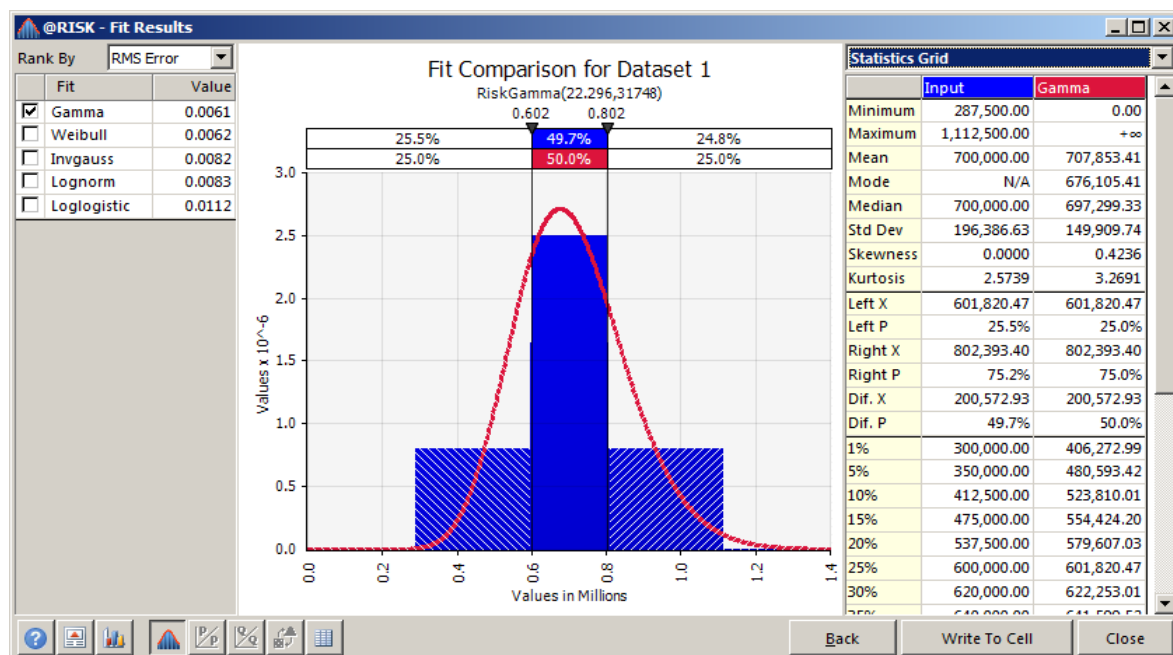 @RISK - Fit Results
Rank By RMS Error
Fit Value
Gamma 0.0061
Weibull 0.0062
Invgauss 0.0082
Lognorm 0.0083
Loglogistic 0.0112
Fit Comparison for Dataset 1
RiskGamma(22.296,31748)
0.602 0.802
25.5% 49.7% 24.8%
25.0% 50.0% 25.0%
3.0
2.5
2.0
1.5
1.0
0.5
0.0
Values x 10^-6
0.0 0.2 0.4 0.6 0.8 1.0 1.2 1.4
Values in Millions
Statistics Grid
Input Gamma
Minimum 287,500.00 0.00
Maximum 1,112,500.00 +∞
Mean 700,000.00 707,853.41
Mode N/A 676,105.41
Median 700,000.00 697,299.33
Std Dev 196,386.63 149,909.74
Skewness 0.0000 0.4236
Kurtosis 2.5739 3.2691
Left X 601,820.47 601,820.47
Left P 25.5% 25.0%
Right X 802,393.40 802,393.40
Right P 75.2% 75.0%
Dif. X 200,572.93 200,572.93
Dif. P 49.7% 50.0%
1% 300,000.00 406,272.99
5% 350,000.00 480,593.42
10% 412,500.00 523,810.01
15% 475,000.00 554,424.20
20% 537,500.00 579,607.03
25% 600,000.00 601,820.47
30% 620,000.00 622,253.01
P/P Q/Q
Back Write To Cell Close